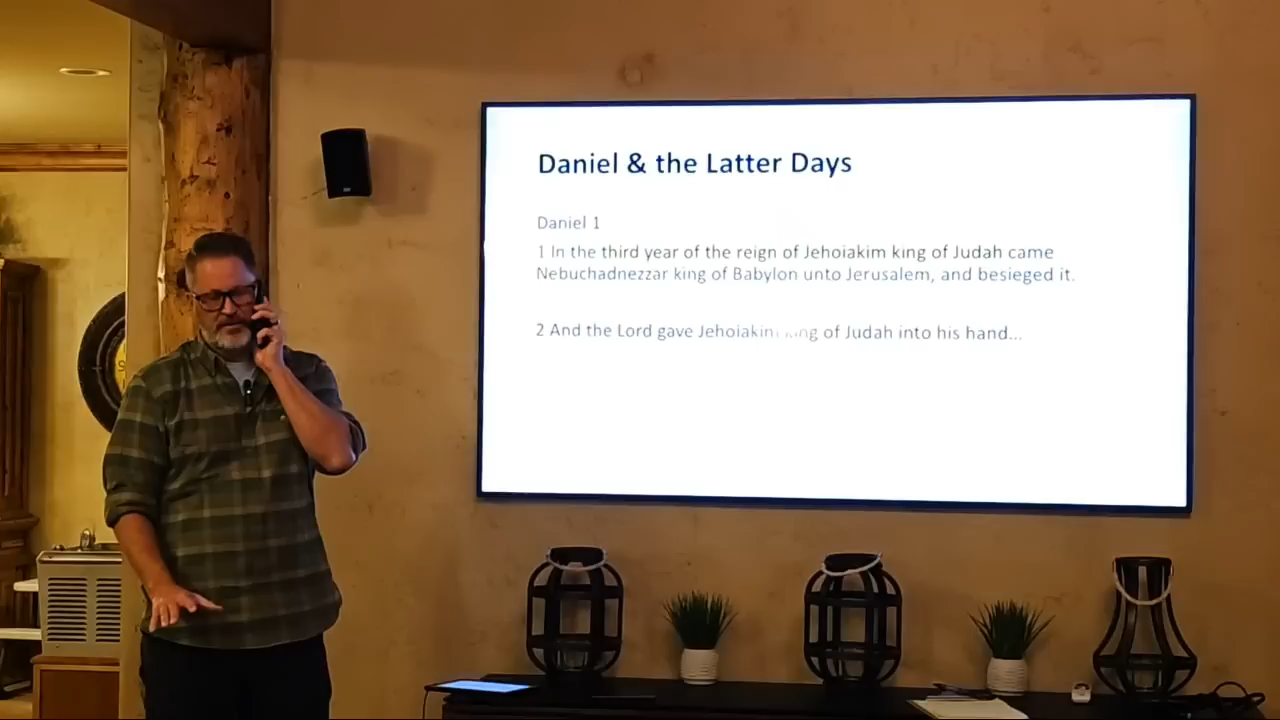 Daniel & the Latter Days
Daniel 1
1 In the third year of the reign of Jehoiakim king of Judah came
Nebuchadnezzar king of Babylon unto Jerusalem, and besieged it.
2 And the Lord gave Jehoiakim king of Judah into his hand...